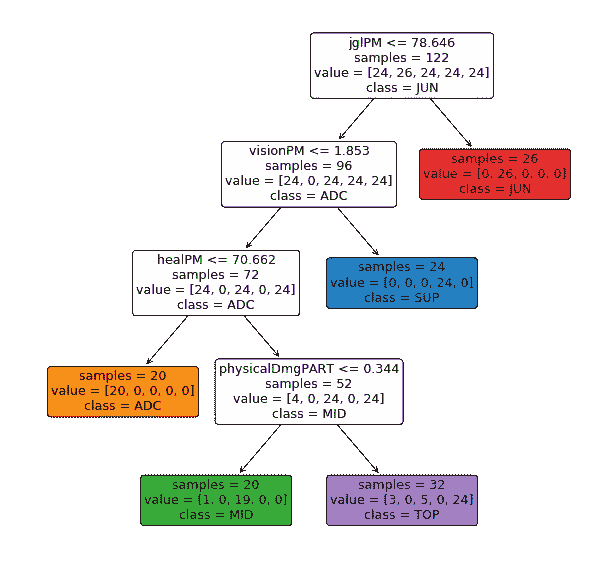 jglPM <= 78.646
samples = 122
value = [24, 26, 24, 24, 24]
class = JUN
visionPM <= 1.853
samples = 96
value = [24, 0, 24, 24, 24]
class = ADC
samples = 26
value = [0, 26, 0, 0, 0]
class = JUN
healPM <= 70.662
samples = 72
value = [24, 0, 24, 0, 24]
class = ADC
samples = 24
value = [0, 0, 0, 24, 0]
class = SUP
samples = 20
value = [20, 0, 0, 0, 0]
class = ADC
physicalDmgPART <= 0.344
samples = 52
value = [4, 0, 24, 0, 24]
class = MID
samples = 20
value = [1, 0, 19, 0, 0]
class = MID
samples = 32
value = [3, 0, 5, 0, 24]
class = TOP